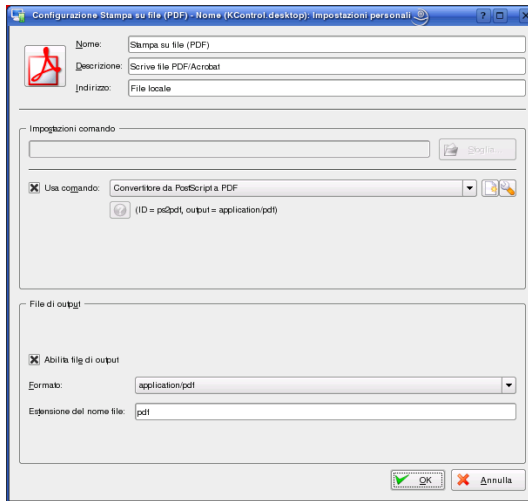 Configurazione Stampa su file (PDF) - Nome (KControl.desktop): Impostazioni personali
Nome: Stampa su file (PDF)
Descrizione: Scrive file PDF/Acrobat
Indirizzo: File locale
Impostazioni comando
Sfoglia...
Usa comando: Convertitore da PostScript a PDF
(ID = ps2pdf, output = application/pdf)
File di output
Abilita file di output
Formato: application/pdf
Estensione del nome file: pdf
OK Annulla